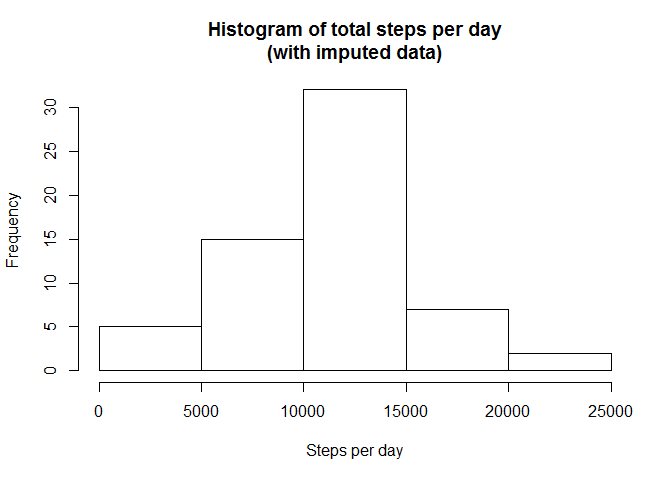 Histogram of total steps per day
(with imputed data)
Frequency
30
25
20
15
10
5
0
0 5000 10000 15000 20000 25000
Steps per day